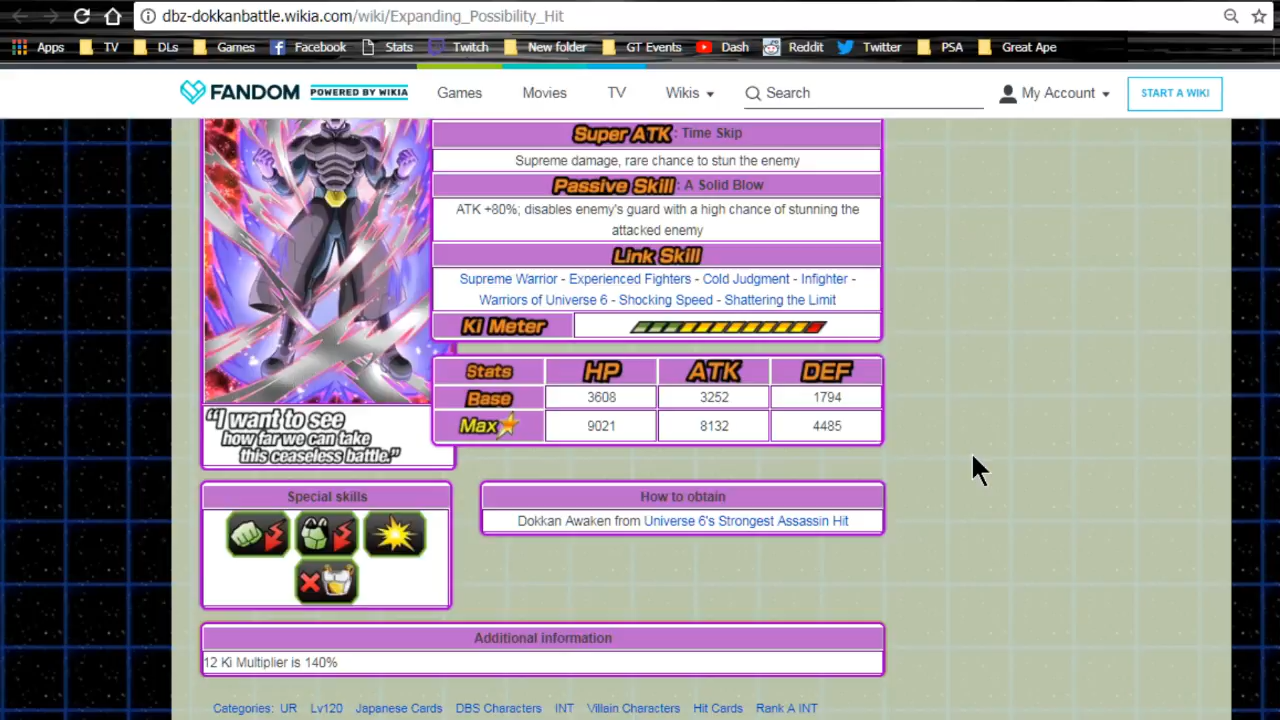 dbz-dokkanbattle.wikia.com/wiki/Expanding_Possibility_Hit
Apps TV DLs Games Facebook Stats Twitch New folder GT Events Dash Reddit Twitter PSA Great Ape
FANDOM POWERED BY WIKIA Games Movies TV Wikis Search My Account START A WIKI
Super ATK : Time Skip
Supreme damage, rare chance to stun the enemy
Passive Skill : A Solid Blow
ATK +80%; disables enemy's guard with a high chance of stunning the
attacked enemy
Link Skill
Supreme Warrior - Experienced Fighters - Cold Judgment - Infighter -
Warriors of Universe 6 - Shocking Speed - Shattering the Limit
Ki Meter
Stats HP ATK DEF
Base 3608 3252 1794
Max 9021 8132 4485
"I want to see
how far we can take
this ceaseless battle."
Special skills
How to obtain
Dokkan Awaken from Universe 6's Strongest Assassin Hit
Additional information
12 Ki Multiplier is 140%
Categories: UR Lv120 Japanese Cards DBS Characters INT Villain Characters Hit Cards Rank A INT